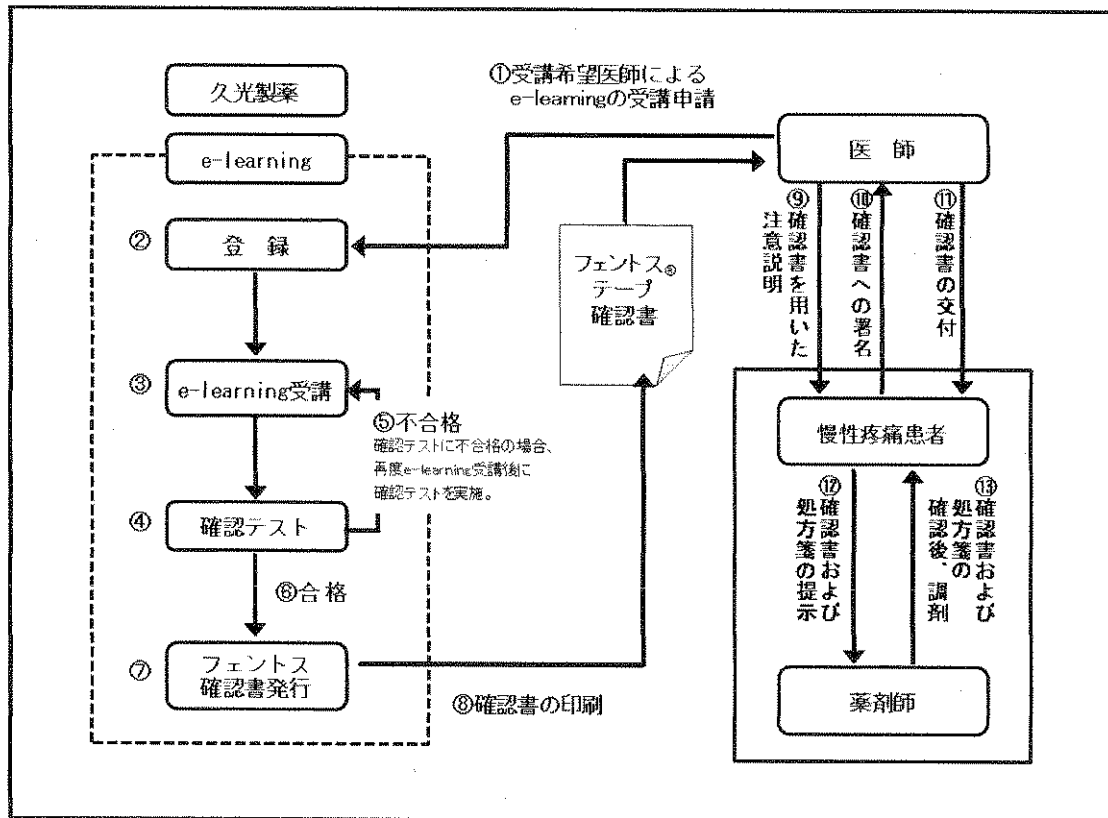 久光製薬
e-learning
①受講希望医師による
e-learningの受講申請
医　師
② 登　録
フェントス®
テープ
確認書
⑨確認書を用いた
注意説明
⑩確認書への署名
⑪確認書の交付
③ e-learning受講
⑤不合格
確認テストに不合格の場合、
再度e-learning受講後に
確認テストを実施。
④ 確認テスト
⑥合格
⑦ フェントス
確認書発行
⑧確認書の印刷
慢性疼痛患者
⑫確認書および
処方箋の提示
⑬確認書および
処方箋の
確認後、調剤
薬剤師